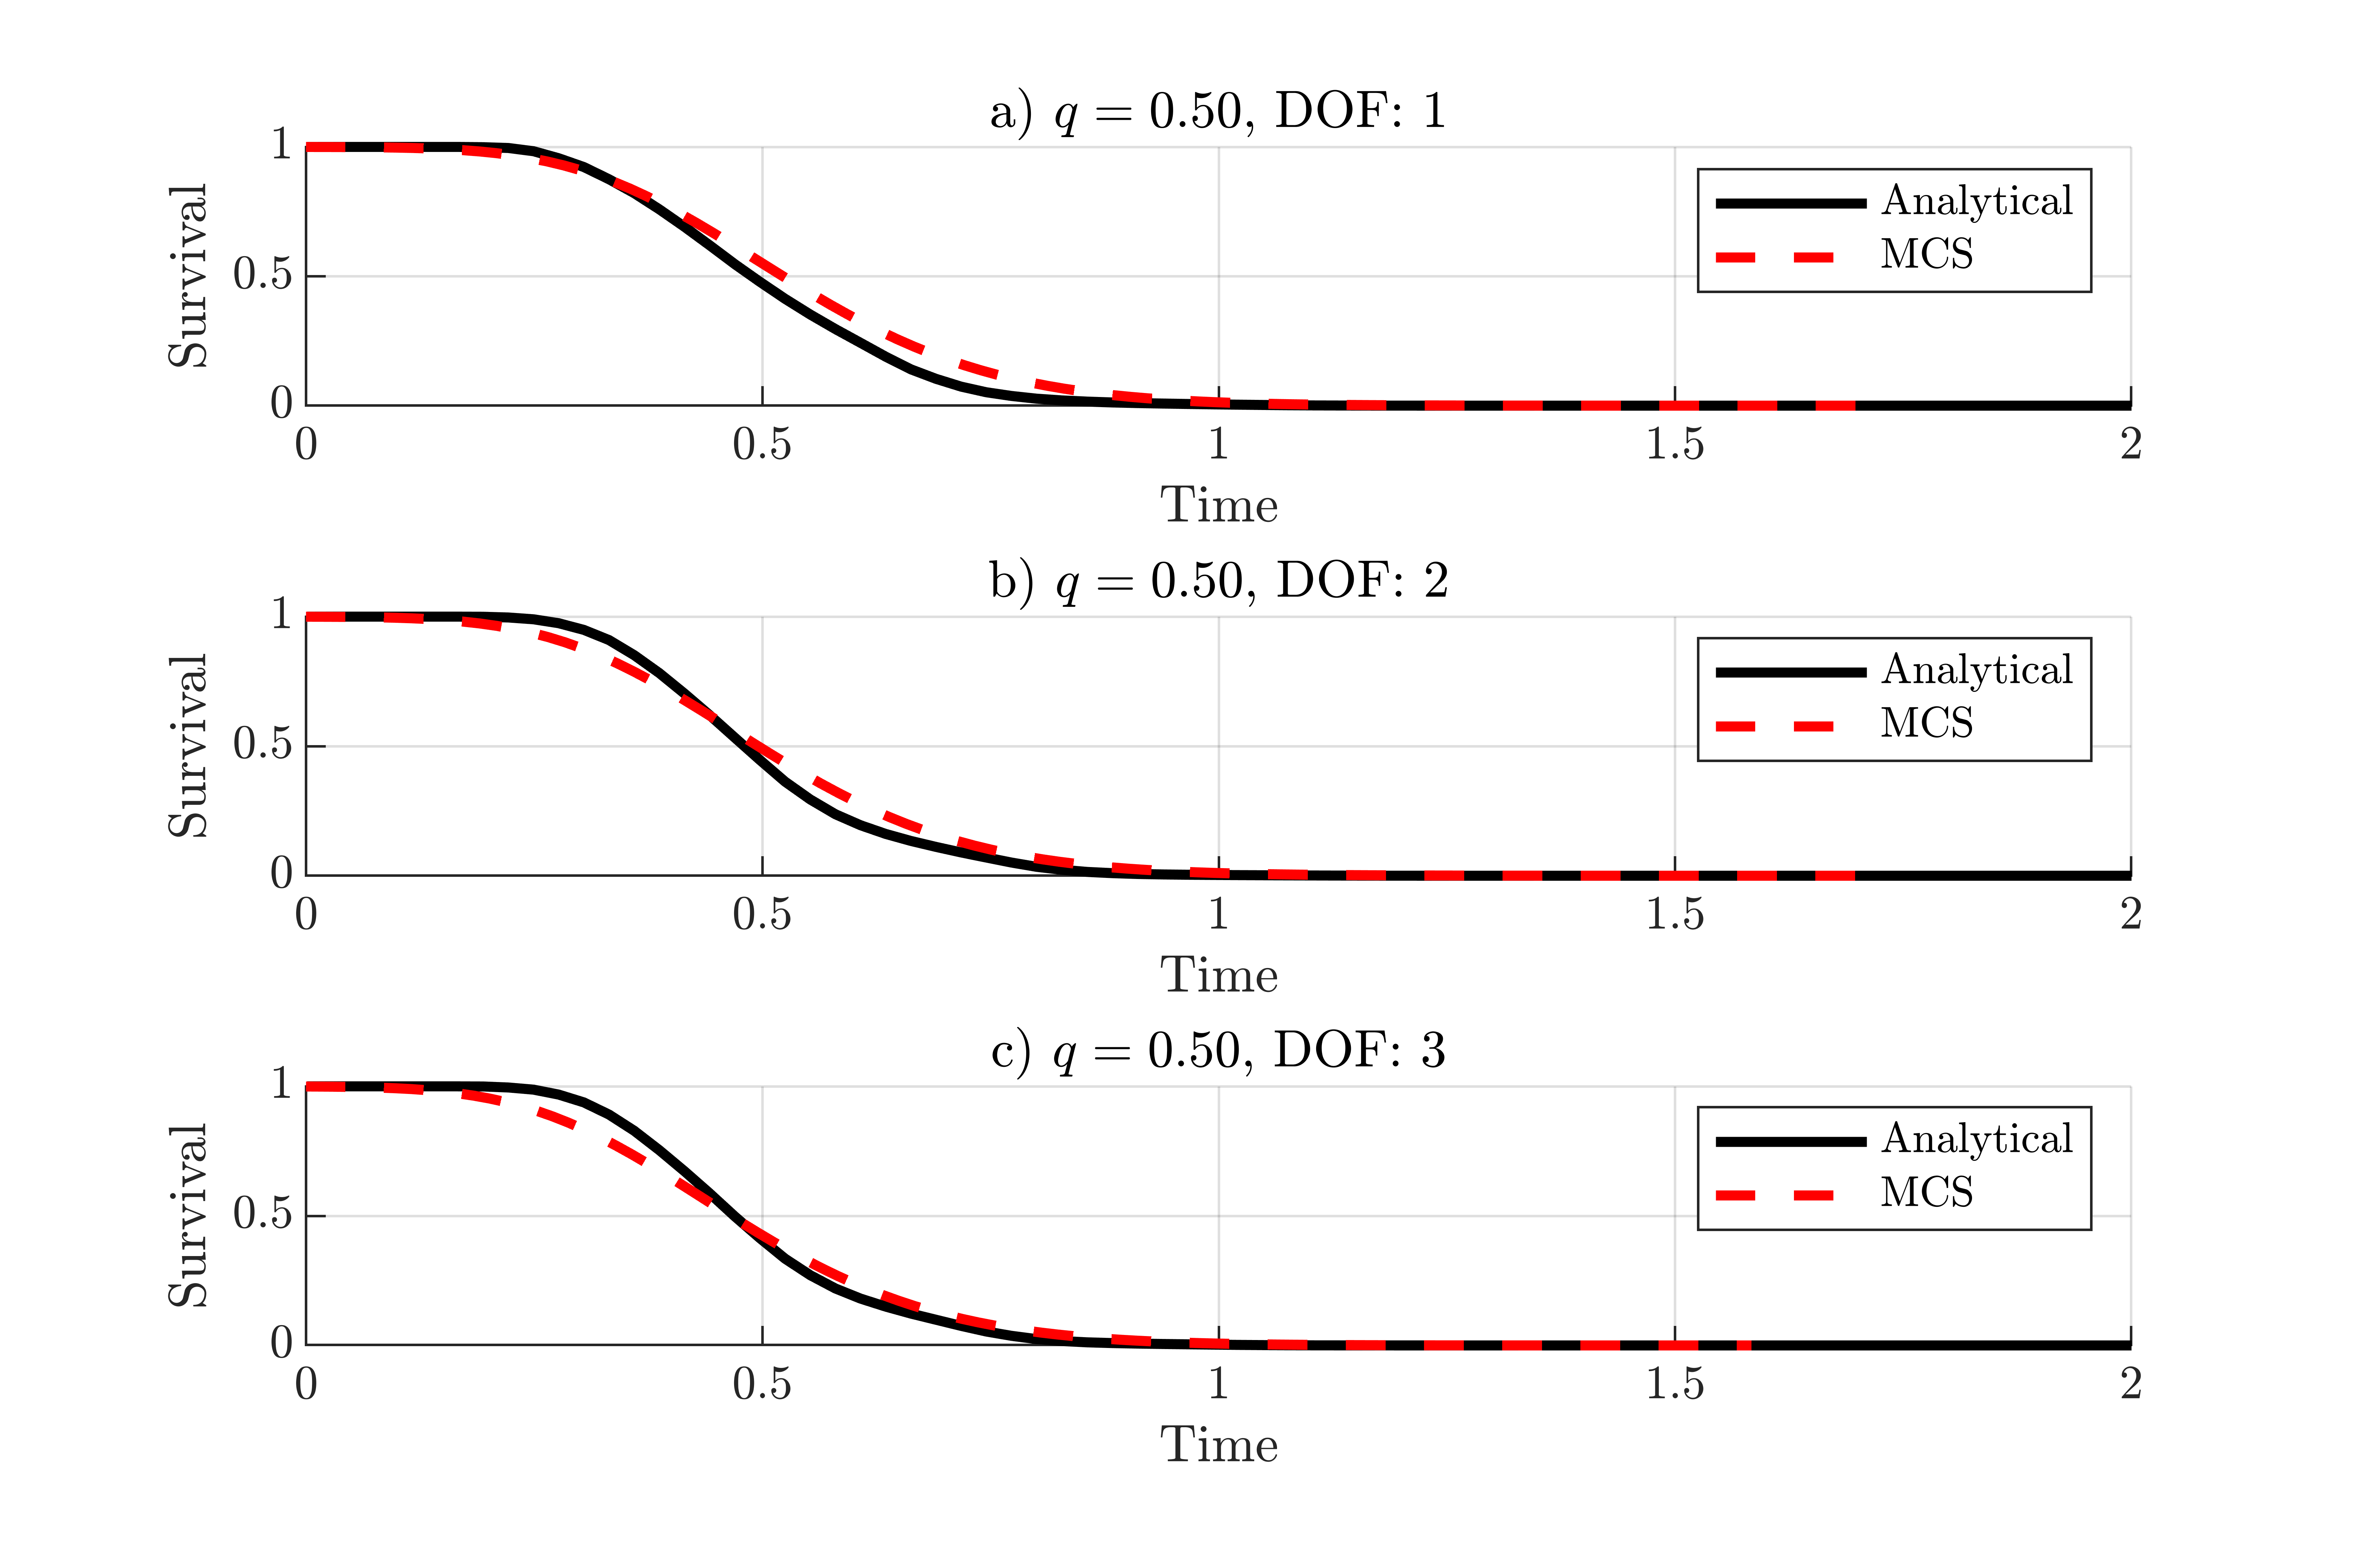 a) q = 0.50, DOF: 1
Survival
1
0.5
0
Analytical
MCS
0 0.5 1 1.5 2
Time
b) q = 0.50, DOF: 2
Survival
1
0.5
0
Analytical
MCS
0 0.5 1 1.5 2
Time
c) q = 0.50, DOF: 3
Survival
1
0.5
0
Analytical
MCS
0 0.5 1 1.5 2
Time